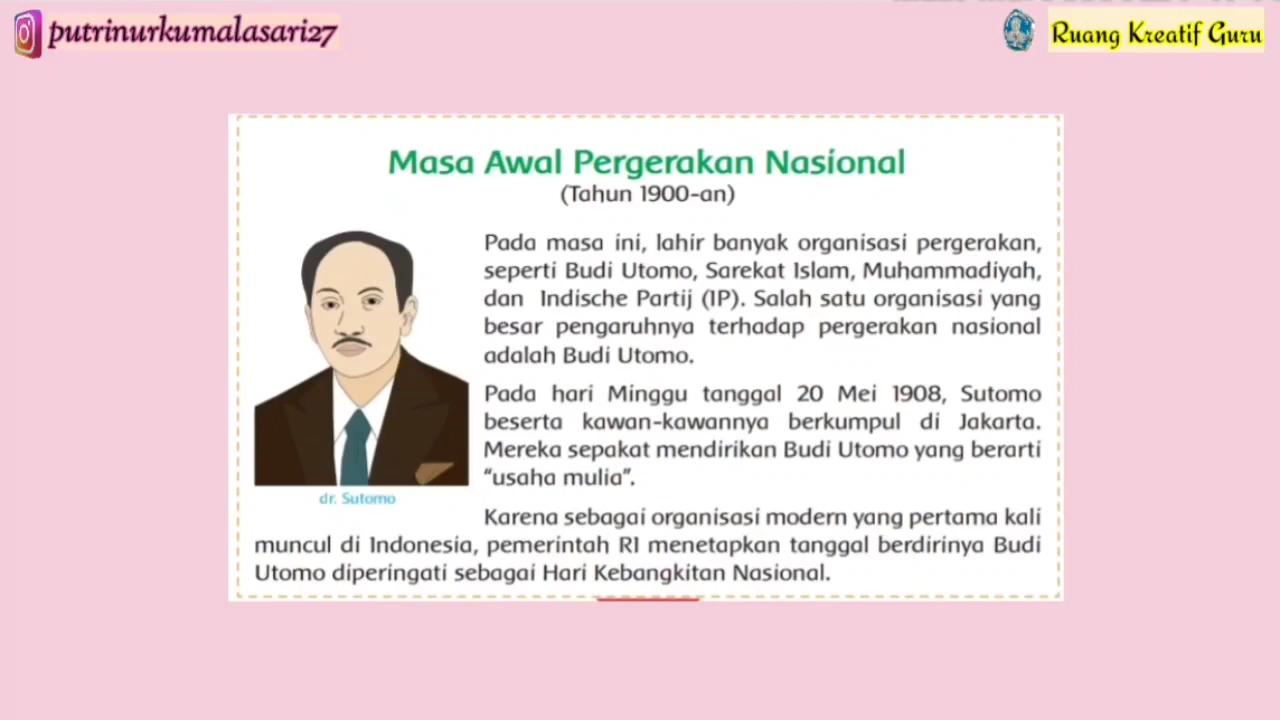 putrinurkumalasari27
Ruang Kreatif Guru
Masa Awal Pergerakan Nasional
(Tahun 1900-an)
Pada masa ini, lahir banyak organisasi pergerakan,
seperti Budi Utomo, Sarekat Islam, Muhammadiyah,
dan Indische Partij (IP). Salah satu organisasi yang
besar pengaruhnya terhadap pergerakan nasional
adalah Budi Utomo.
Pada hari Minggu tanggal 20 Mei 1908, Sutomo
beserta kawan-kawannya berkumpul di Jakarta.
Mereka sepakat mendirikan Budi Utomo yang berarti
“usaha mulia”.
dr. Sutomo
Karena sebagai organisasi modern yang pertama kali
muncul di Indonesia, pemerintah RI menetapkan tanggal berdirinya Budi
Utomo diperingati sebagai Hari Kebangkitan Nasional.